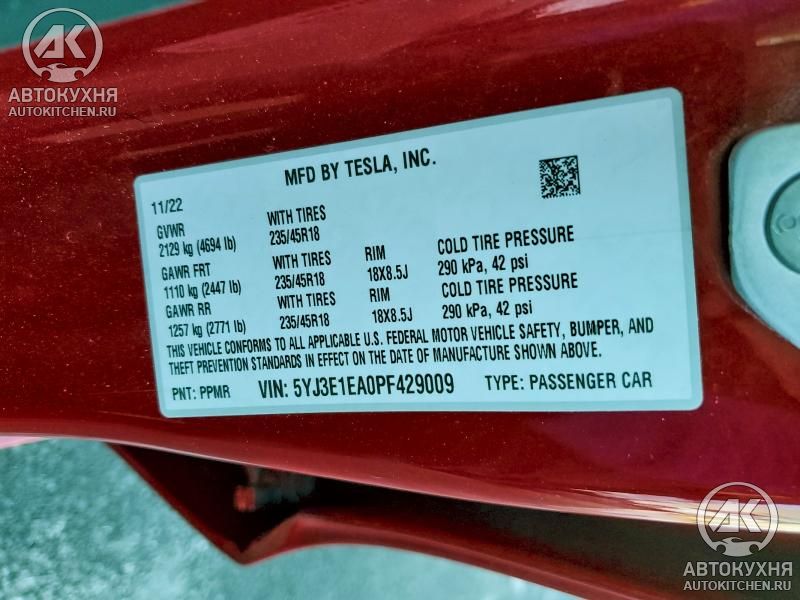 AK
АВТОКУХНЯ
AUTOKITCHEN.RU
MFD BY TESLA, INC.
11/22
GVWR
2129 kg (4694 lb)
WITH TIRES
235/45R18
GAWR FRT
1110 kg (2447 lb)
WITH TIRES
235/45R18
RIM
18X8.5J
COLD TIRE PRESSURE
290 kPa, 42 psi
GAWR RR
1257 kg (2771 lb)
WITH TIRES
235/45R18
RIM
18X8.5J
COLD TIRE PRESSURE
290 kPa, 42 psi
THIS VEHICLE CONFORMS TO ALL APPLICABLE U.S. FEDERAL MOTOR VEHICLE SAFETY, BUMPER, AND
THEFT PREVENTION STANDARDS IN EFFECT ON THE DATE OF MANUFACTURE SHOWN ABOVE.
PNT: PPMR VIN: 5YJ3E1EA0PF429009 TYPE: PASSENGER CAR
AK
АВТОКУХНЯ
AUTOKITCHEN.RU